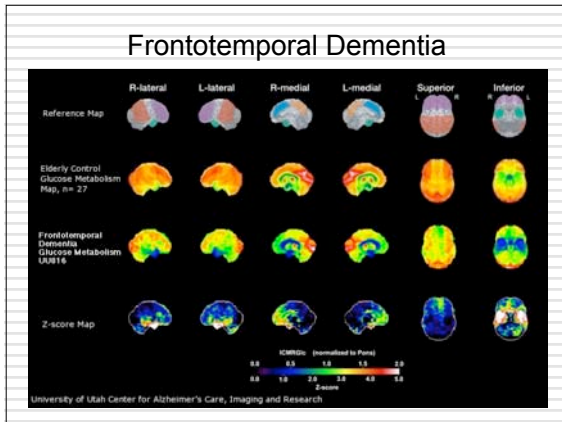 Frontotemporal Dementia
R-lateral L-lateral R-medial L-medial Superior Inferior
L R R L
Reference Map
Elderly Control
Glucose Metabolism
Map, n= 27
Frontotemporal
Dementia
Glucose Metabolism
UU816
Z-score Map
lCMRGlc (normalized to Pons)
0.0 0.5 1.0 1.5 2.0
0.0 1.0 2.0 3.0 4.0 5.0
Z-score
University of Utah Center for Alzheimer's Care, Imaging and Research